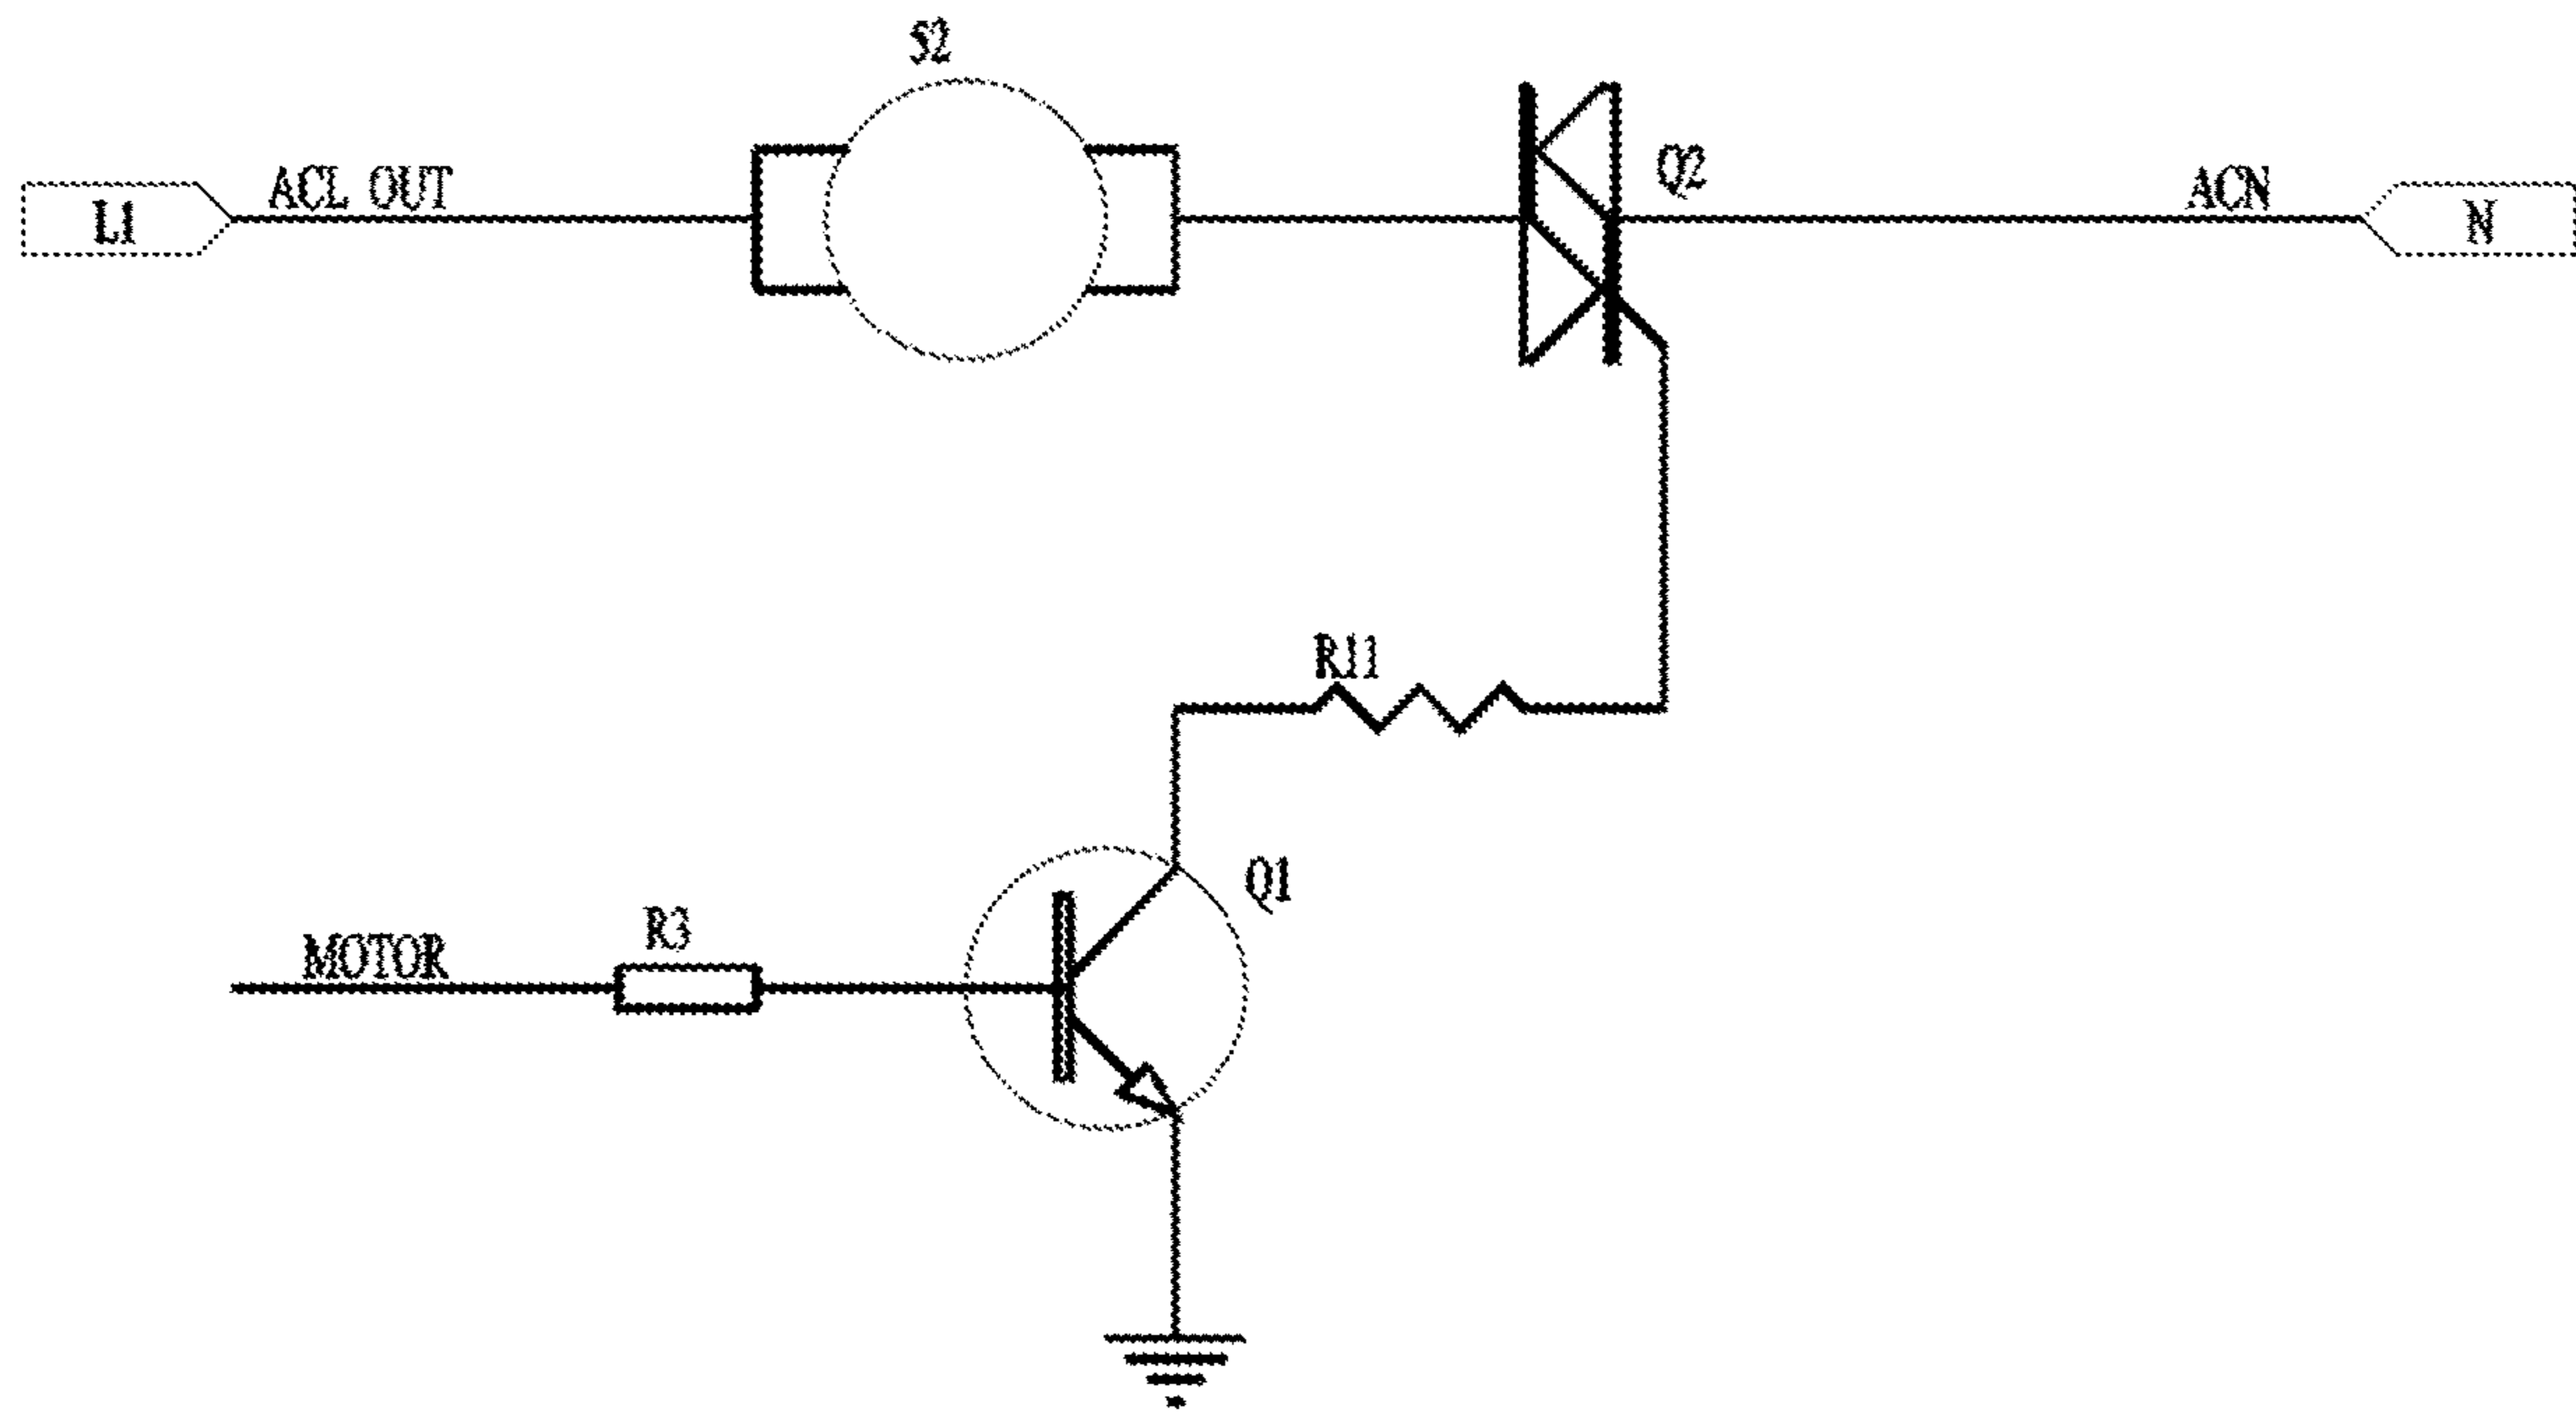 S2
L1
ACL OUT
Q2
ACN
N
R11
Q1
MOTOR
R3